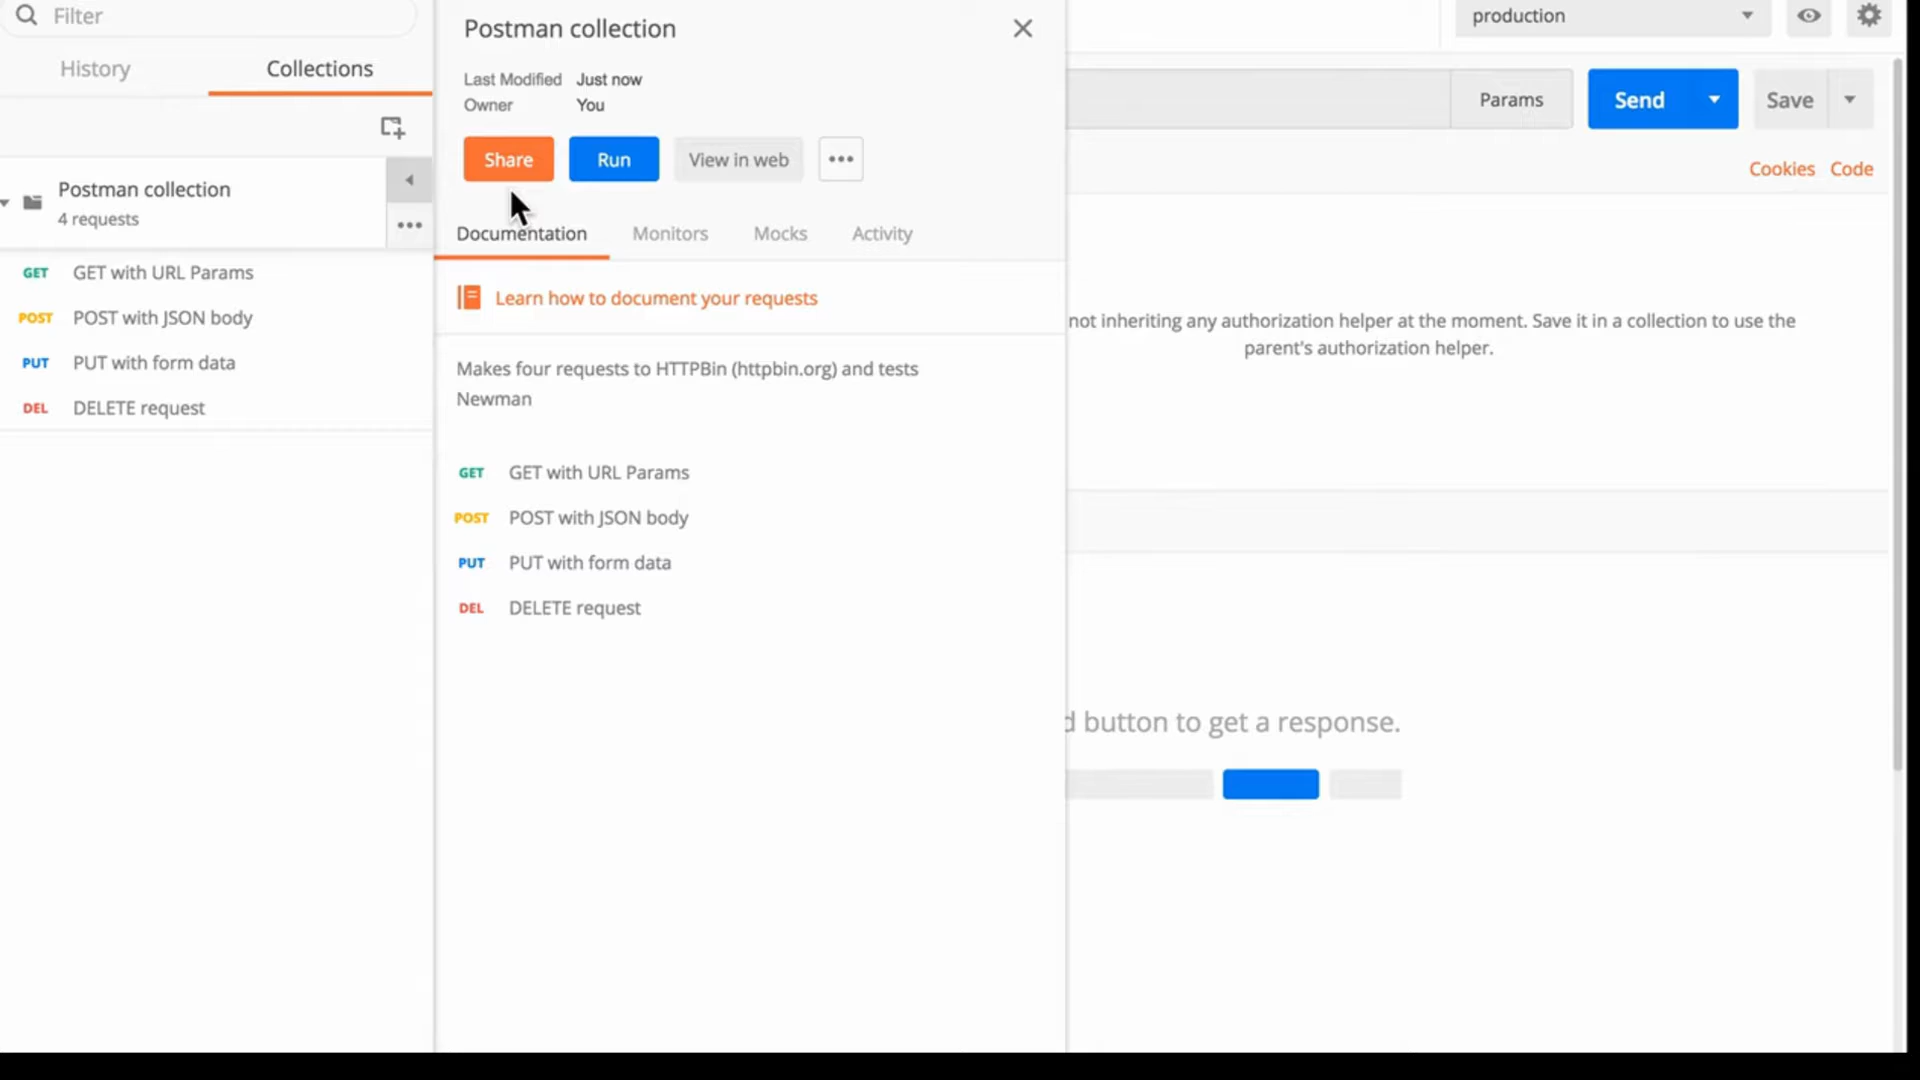 Filter
History
Collections
Postman collection
4 requests
GET GET with URL Params
POST POST with JSON body
PUT PUT with form data
DEL DELETE request
Postman collection
Last Modified Just now
Owner You
Share
Run
View in web
Documentation
Monitors
Mocks
Activity
Learn how to document your requests
Makes four requests to HTTPBin (httpbin.org) and tests
Newman
GET GET with URL Params
POST POST with JSON body
PUT PUT with form data
DEL DELETE request
production
Params
Send
Save
Cookies
Code
not inheriting any authorization helper at the moment. Save it in a collection to use the
parent's authorization helper.
d button to get a response.